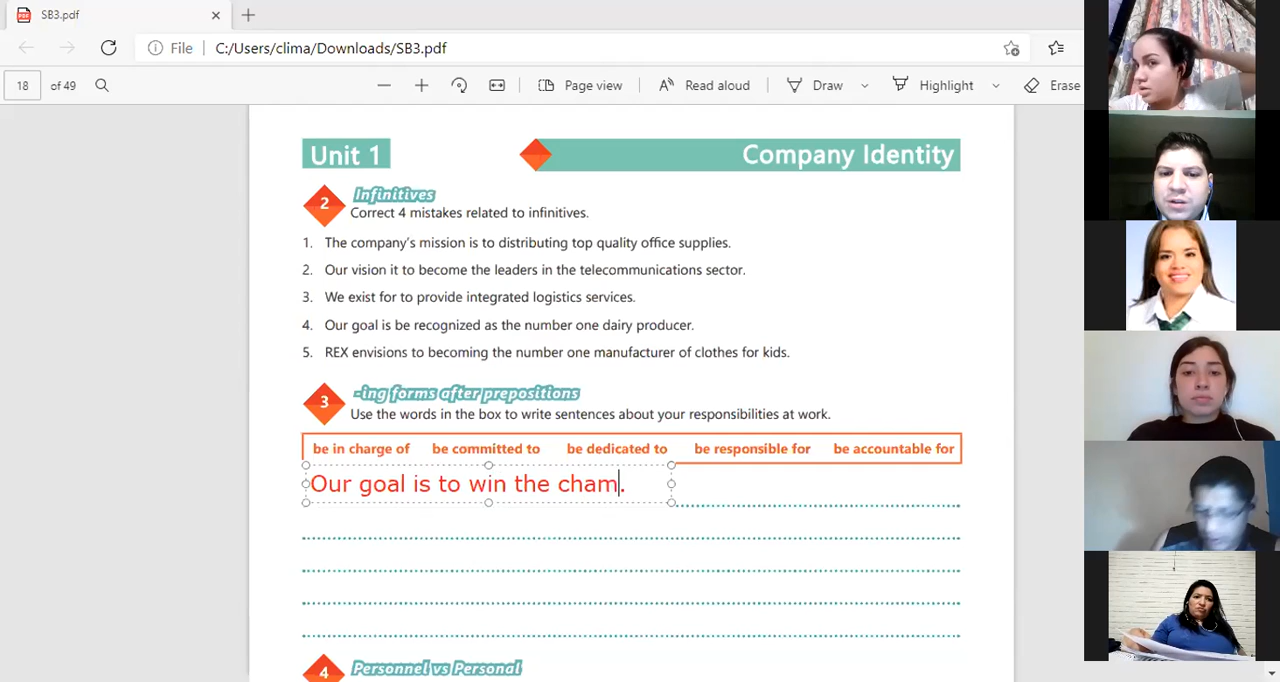 SB3.pdf
File C:/Users/clima/Downloads/SB3.pdf
18 of 49 Page view Read aloud Draw Highlight Erase
Unit 1 Company Identity
2 Infinitives
Correct 4 mistakes related to infinitives.
1. The company's mission is to distributing top quality office supplies.
2. Our vision it to become the leaders in the telecommunications sector.
3. We exist for to provide integrated logistics services.
4. Our goal is be recognized as the number one dairy producer.
5. REX envisions to becoming the number one manufacturer of clothes for kids.
3 -ing forms after prepositions
Use the words in the box to write sentences about your responsibilities at work.
be in charge of be committed to be dedicated to be responsible for be accountable for
Our goal is to win the cham.
4 Personnel vs Personal